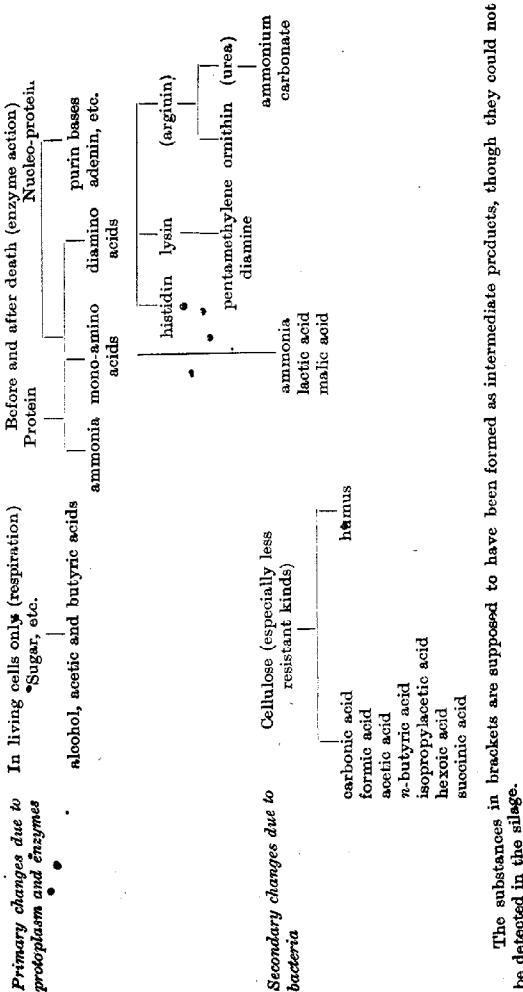 Primary changes due to
protoplasm and enzymes
In living cells only (respiration)
Sugar, etc.
alcohol, acetic and butyric acids
Before and after death (enzyme action)
Protein
Nucleo-protein
ammonia
mono-amino
acids
diamino
acids
purin bases
adenin, etc.
histidin
lysin
(arginin)
pentamethylene
diamine
ornithin
(urea)
ammonium
carbonate
ammonia
lactic acid
malic acid
Secondary changes due to
bacteria
Cellulose (especially less
resistant kinds)
carbonic acid
formic acid
acetic acid
n-butyric acid
isopropylacetic acid
hexoic acid
succinic acid
humus
The substances in brackets are supposed to have been formed as intermediate products, though they could not
be detected in the silage.